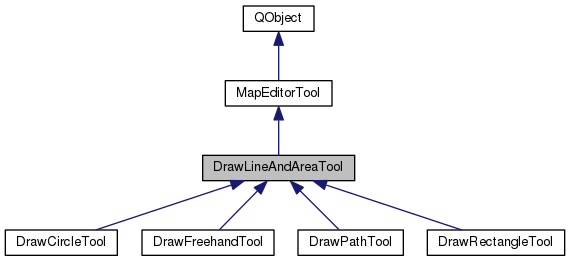 QObject
MapEditorTool
DrawLineAndAreaTool
DrawCircleTool
DrawFreehandTool
DrawPathTool
DrawRectangleTool